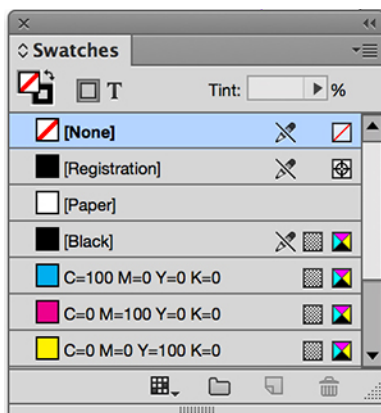 Swatches
T Tint: %
[None]
[Registration]
[Paper]
[Black]
C=100 M=0 Y=0 K=0
C=0 M=100 Y=0 K=0
C=0 M=0 Y=100 K=0